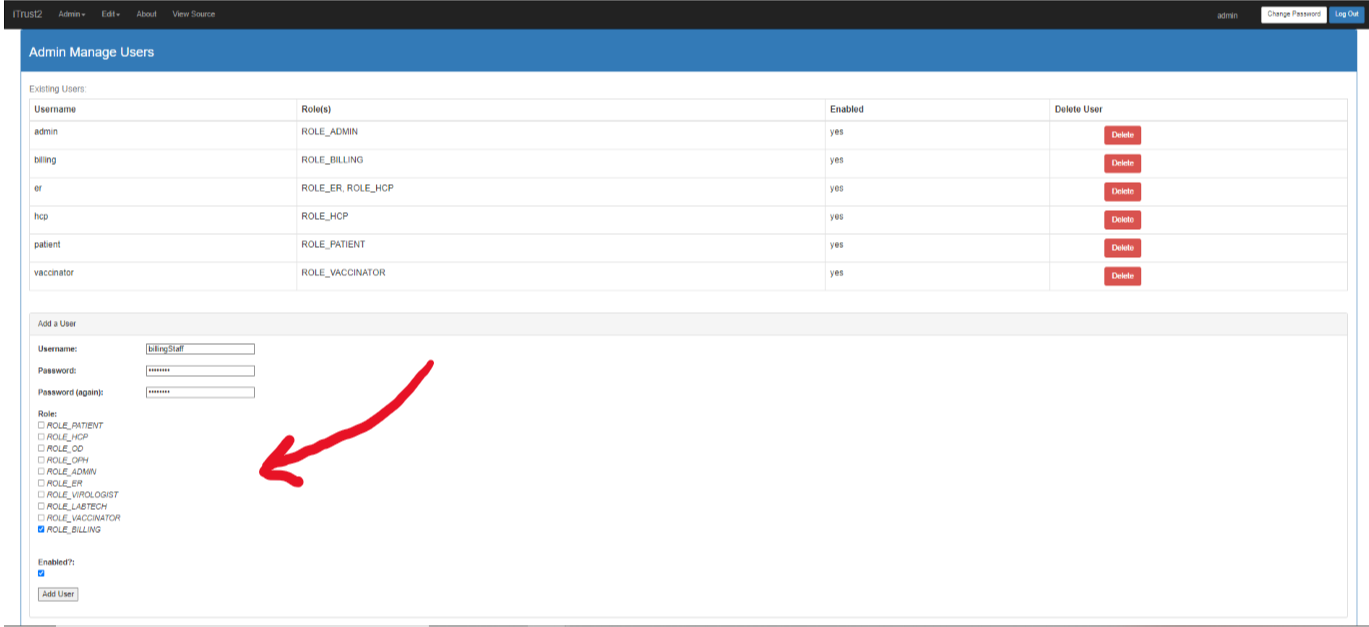 iTrust2 Admin Edit About View Source admin Change Password Log Out
Admin Manage Users
Existing Users:
Username Role(s) Enabled Delete User
admin ROLE_ADMIN yes Delete
billing ROLE_BILLING yes Delete
er ROLE_ER, ROLE_HCP yes Delete
hcp ROLE_HCP yes Delete
patient ROLE_PATIENT yes Delete
vaccinator ROLE_VACCINATOR yes Delete
Add a User
Username: billingStaff
Password: ••••••••
Password (again): ••••••••
Role:
ROLE_PATIENT
ROLE_HCP
ROLE_OD
ROLE_OPH
ROLE_ADMIN
ROLE_ER
ROLE_VIROLOGIST
ROLE_LABTECH
ROLE_VACCINATOR
ROLE_BILLING
Enabled?:
Add User